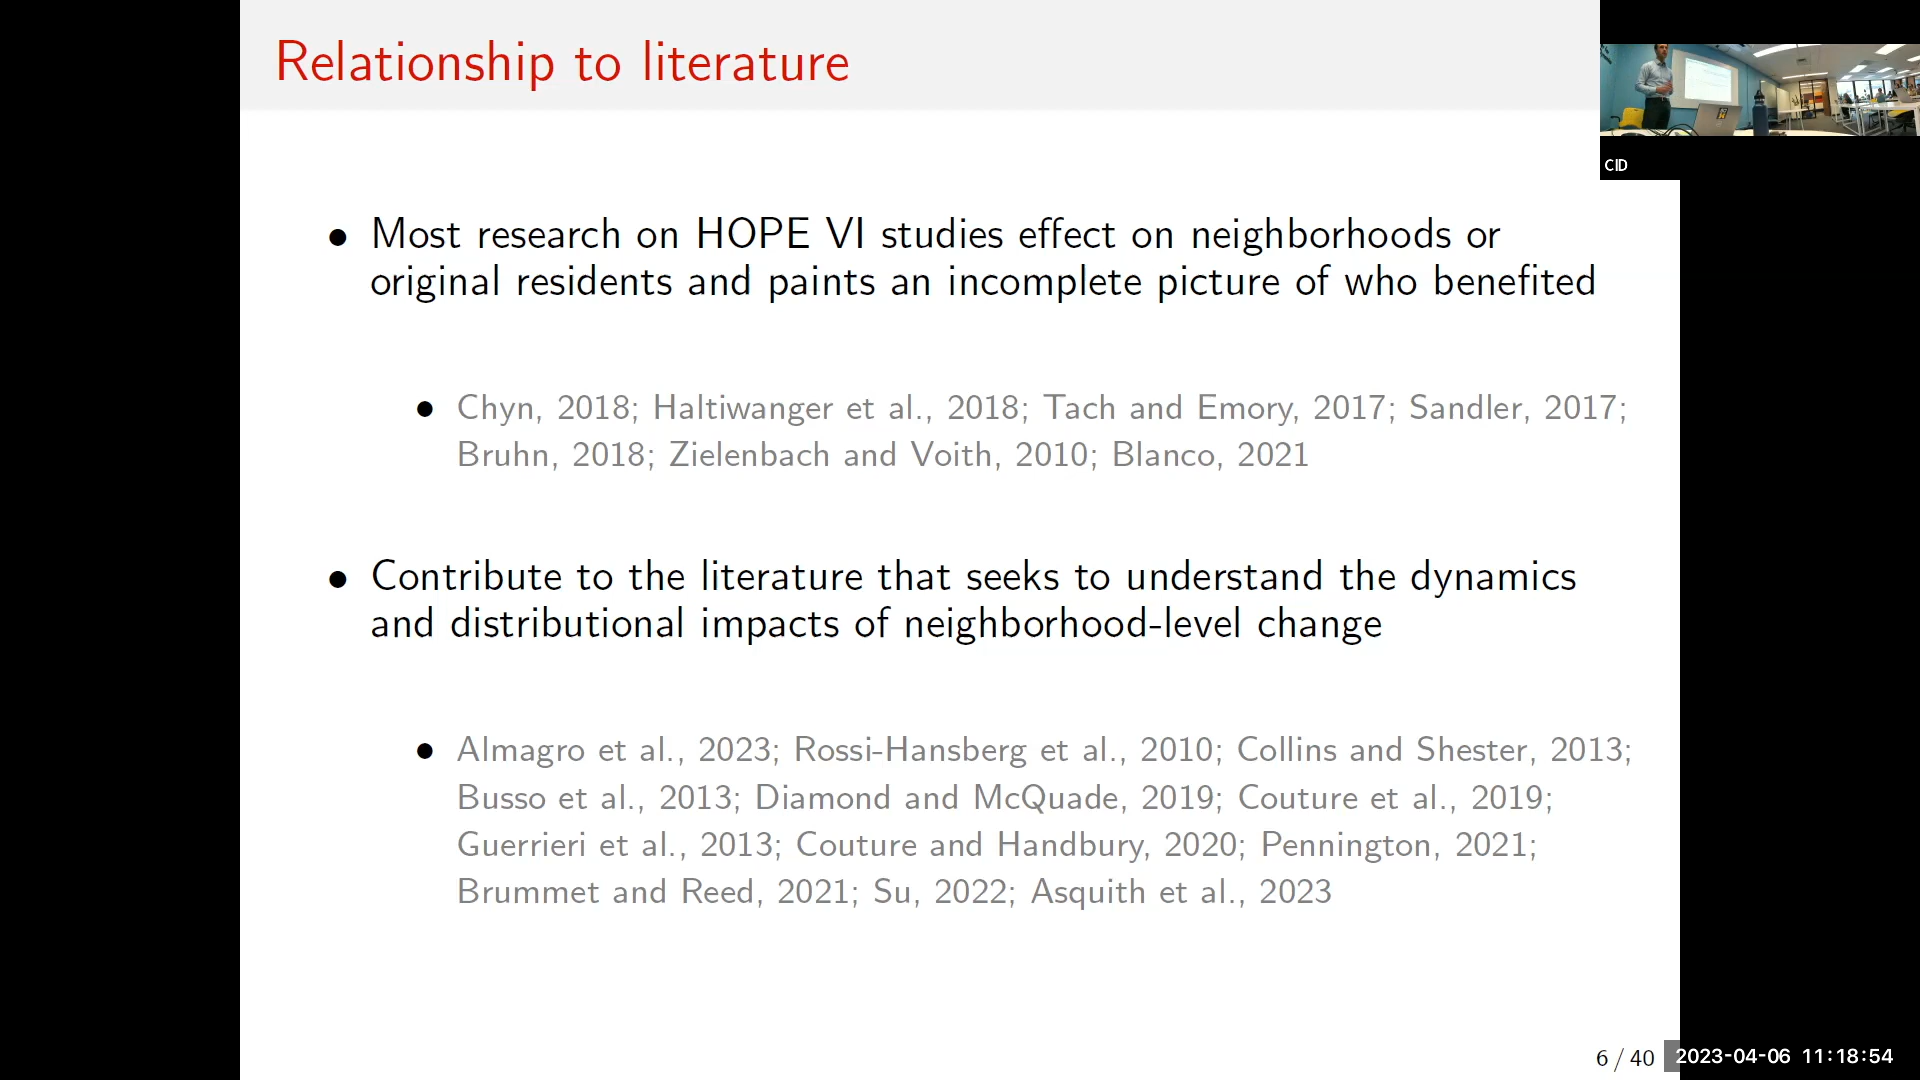 Relationship to literature
CID
• Most research on HOPE VI studies effect on neighborhoods or
original residents and paints an incomplete picture of who benefited
• Chyn, 2018; Haltiwanger et al., 2018; Tach and Emory, 2017; Sandler, 2017;
Bruhn, 2018; Zielenbach and Voith, 2010; Blanco, 2021
• Contribute to the literature that seeks to understand the dynamics
and distributional impacts of neighborhood-level change
• Almagro et al., 2023; Rossi-Hansberg et al., 2010; Collins and Shester, 2013;
Busso et al., 2013; Diamond and McQuade, 2019; Couture et al., 2019;
Guerrieri et al., 2013; Couture and Handbury, 2020; Pennington, 2021;
Brummet and Reed, 2021; Su, 2022; Asquith et al., 2023
6 / 40
2023-04-06 11:18:54